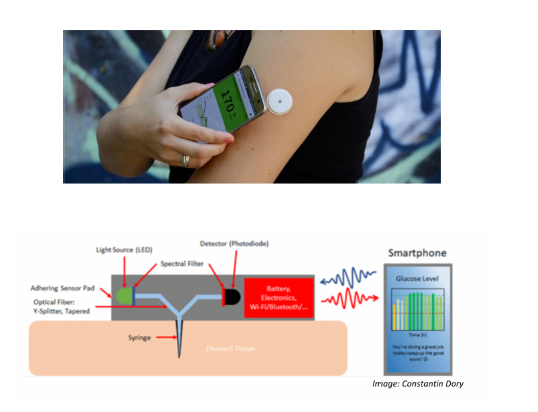 170
Light Source (LED)
Detector (Photodiode)
Spectral Filter
Adhering Sensor Pad
Optical Fiber:
Y-Splitter, Tapered
Battery,
Electronics,
Wi-Fi/Bluetooth/...
Syringe
(Human) Tissue
Smartphone
Glucose Level
Time (h)
You're doing a great job
today keep up the good
work! ☺
Image: Constantin Dory